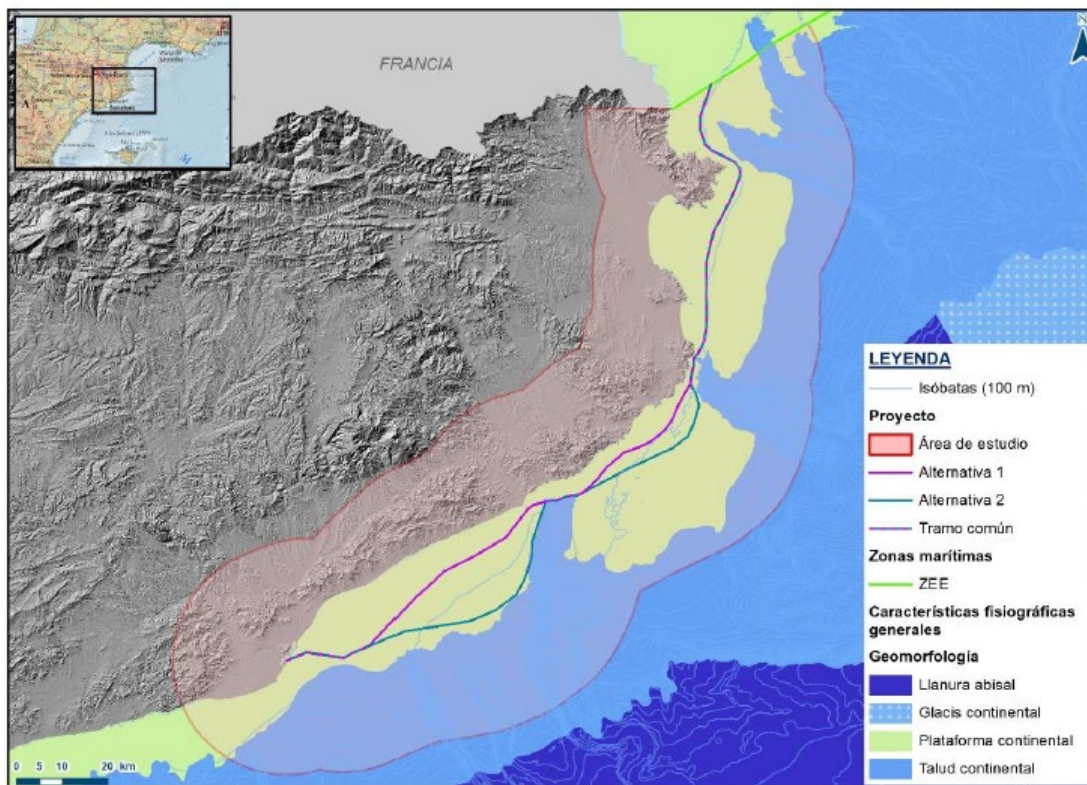 FRANCIA
N
LEYENDA
Isóbatas (100 m)
Proyecto
Área de estudio
Alternativa 1
Alternativa 2
Tramo común
Zonas marítimas
ZEE
Características fisiográficas
generales
Geomorfología
Llanura abisal
Glacis continental
Plataforma continental
Talud continental
0 5 10 20 km